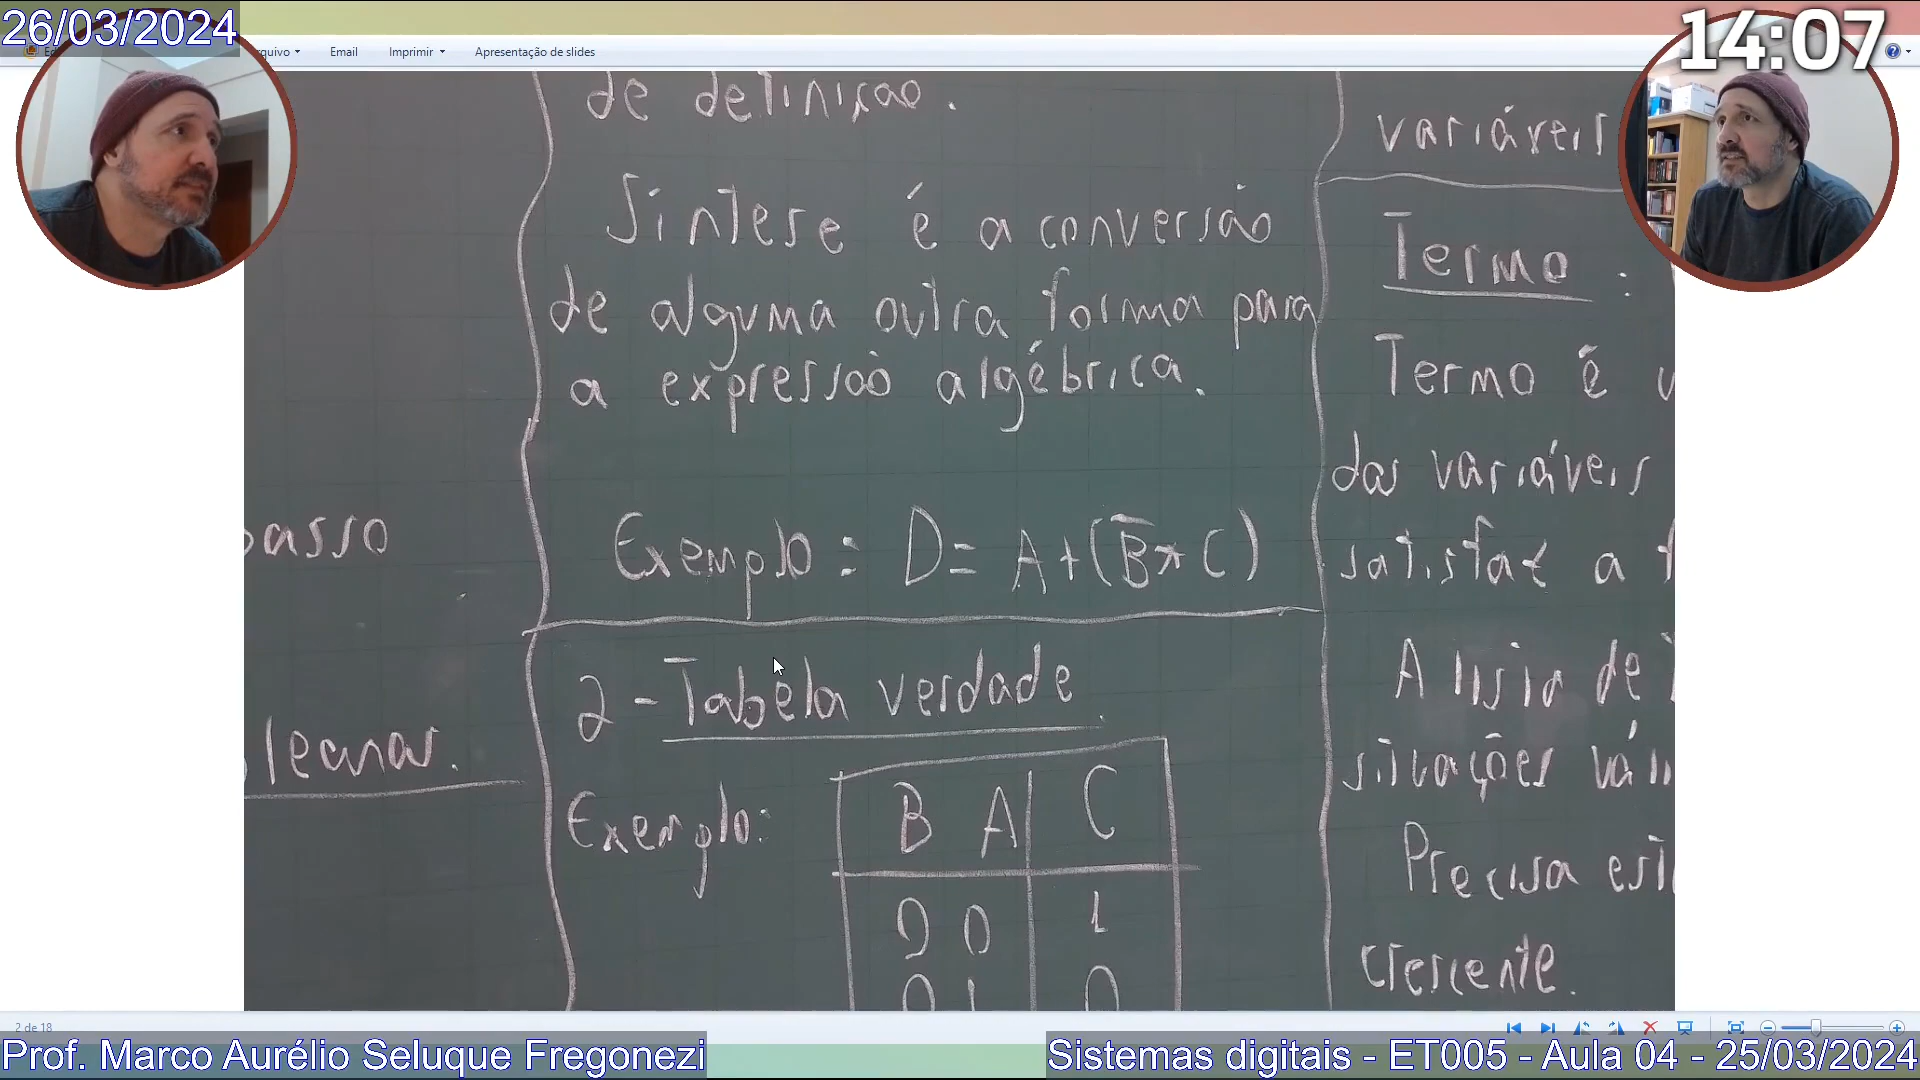 26/03/2024
14:07
Email
Imprimir
Apresentação de slides
de definição.
Síntese é a conversão
de alguma outra forma para
a expressão algébrica.
Exemplo: D = A + (B̅ * C)
2 - Tabela verdade
Exemplo:
B A C
0 0 1
0 1 0
passo
variáveis
Termo:
Termo é
das variáveis
satisfaz a
A lista de
situações
Precisa
crescente.
2 de 18
Prof. Marco Aurélio Seluque Fregonezi
Sistemas digitais - ET005 - Aula 04 - 25/03/2024